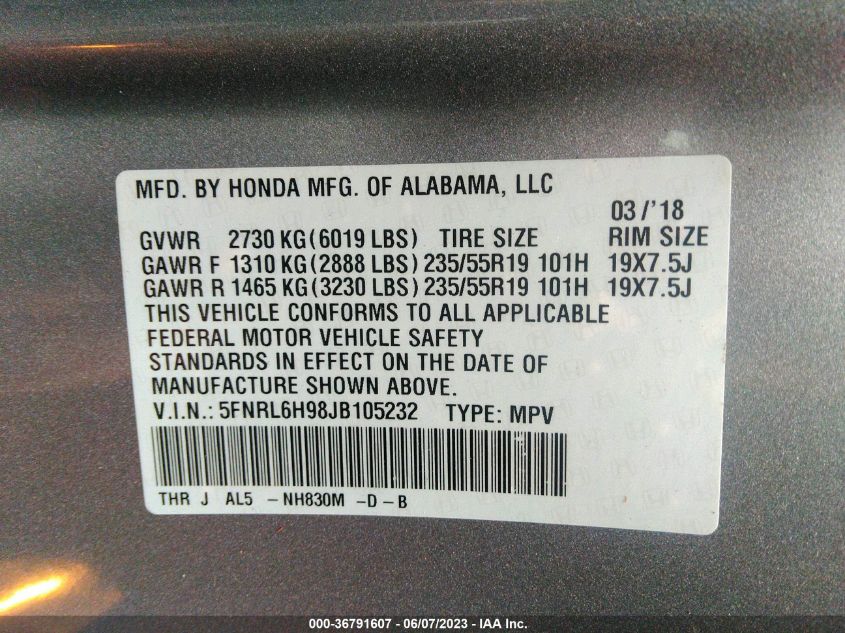 MFD. BY HONDA MFG. OF ALABAMA, LLC
03/'18
GVWR 2730 KG(6019 LBS) TIRE SIZE RIM SIZE
GAWR F 1310 KG(2888 LBS) 235/55R19 101H 19X7.5J
GAWR R 1465 KG(3230 LBS) 235/55R19 101H 19X7.5J
THIS VEHICLE CONFORMS TO ALL APPLICABLE
FEDERAL MOTOR VEHICLE SAFETY
STANDARDS IN EFFECT ON THE DATE OF
MANUFACTURE SHOWN ABOVE.
V.I.N.: 5FNRL6H98JB105232 TYPE: MPV
THR J AL5 -NH830M -D-B
000-36791607 - 06/07/2023 - IAA Inc.